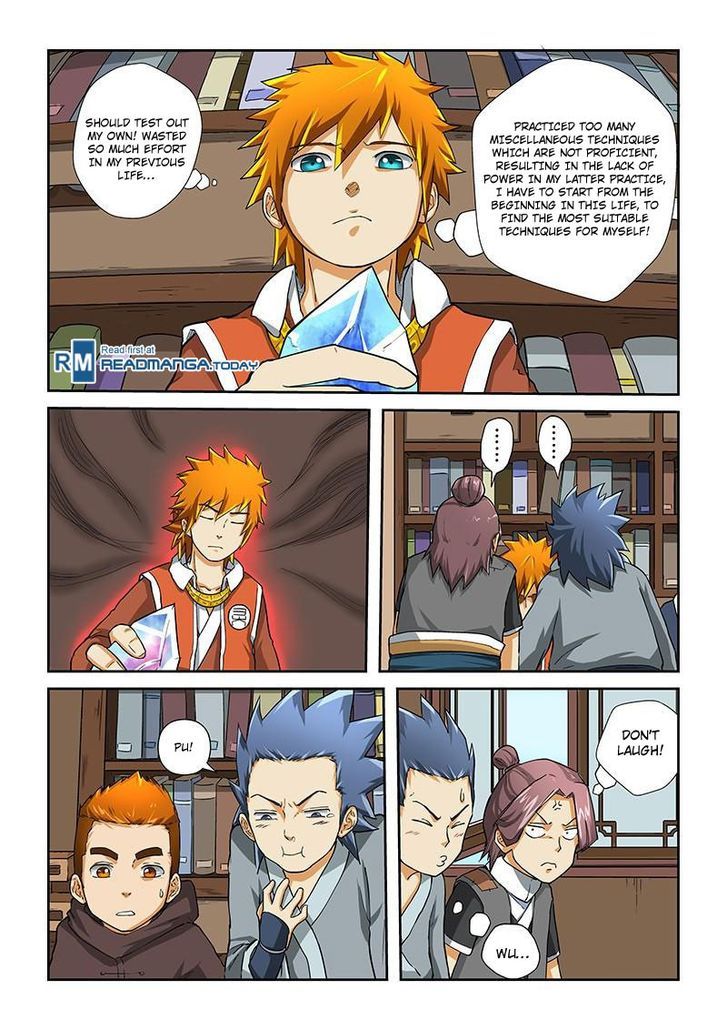 SHOULD TEST OUT
MY OWN! WASTED
SO MUCH EFFORT
IN MY PREVIOUS
LIFE...
PRACTICED TOO MANY
MISCELLANEOUS TECHNIQUES
WHICH ARE NOT PROFICIENT,
RESULTING IN THE LACK OF
POWER IN MY LATTER PRACTICE,
I HAVE TO START FROM THE
BEGINNING IN THIS LIFE, TO
FIND THE MOST SUITABLE
TECHNIQUES FOR MYSELF!
RM
Read first at
READMANGA.TODAY
......
......
PU!
DON'T
LAUGH!
WU...